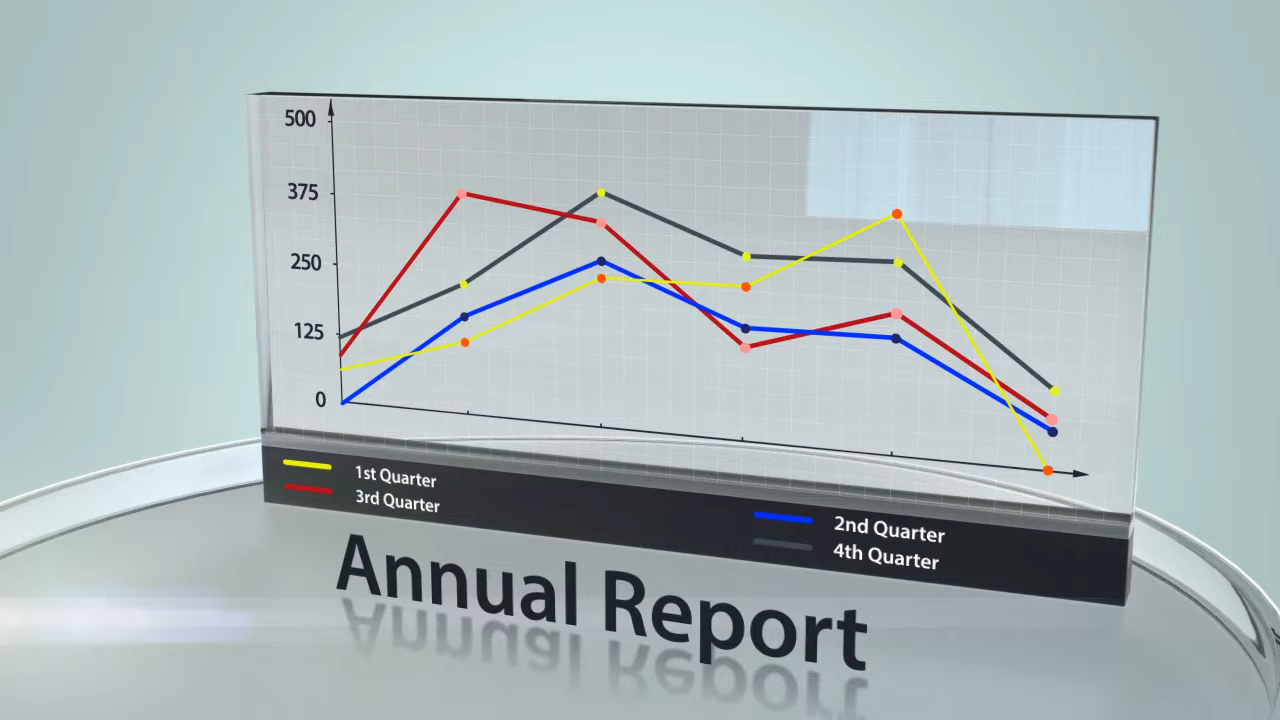 500
375
250
125
0
1st Quarter
3rd Quarter
2nd Quarter
4th Quarter
Annual Report